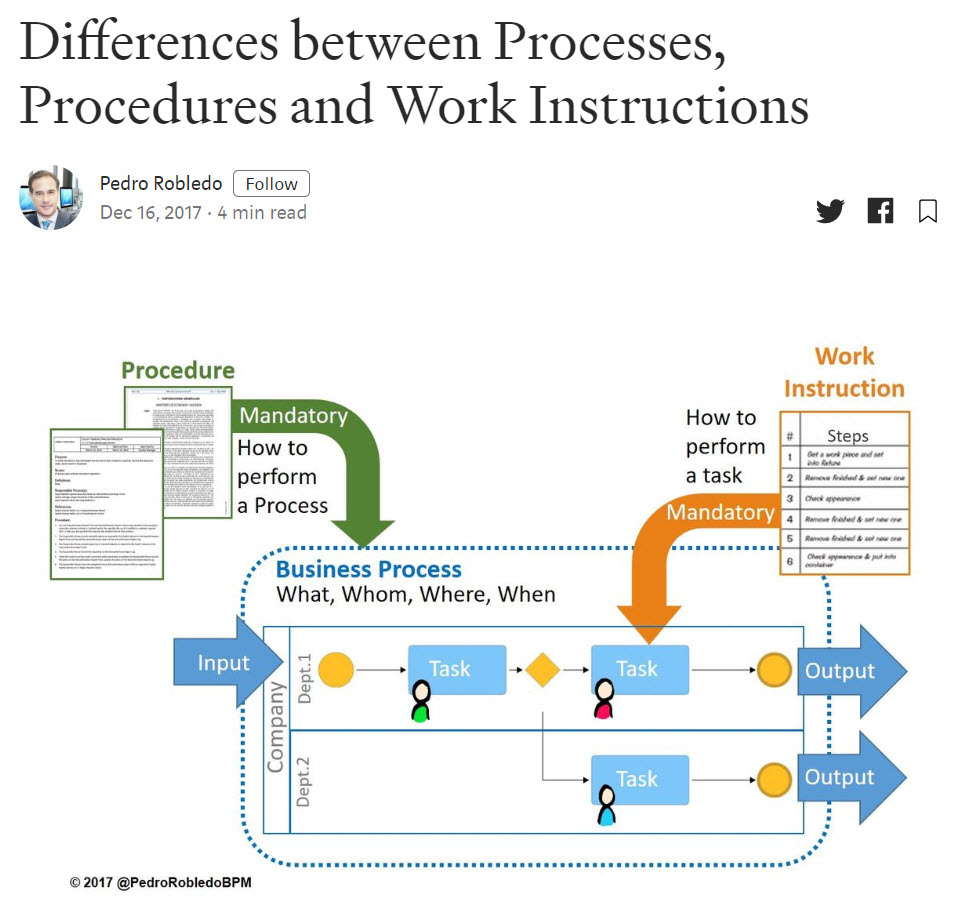 Differences between Processes,
Procedures and Work Instructions
Pedro Robledo
Follow
Dec 16, 2017 · 4 min read
Procedure
Mandatory
How to
perform
a Process
Work
Instruction
How to
perform
a task
Mandatory
# Steps
1 Get a work piece and set
into fixture
2 Remove finished & set new one
3 Check appearance
4 Remove finished & set new one
5 Remove finished & set new one
6 Check appearance & put into
container
Business Process
What, Whom, Where, When
Input
Company
Dept.1
Task
Task
Output
Dept.2
Task
Output
© 2017 @PedroRobledoBPM